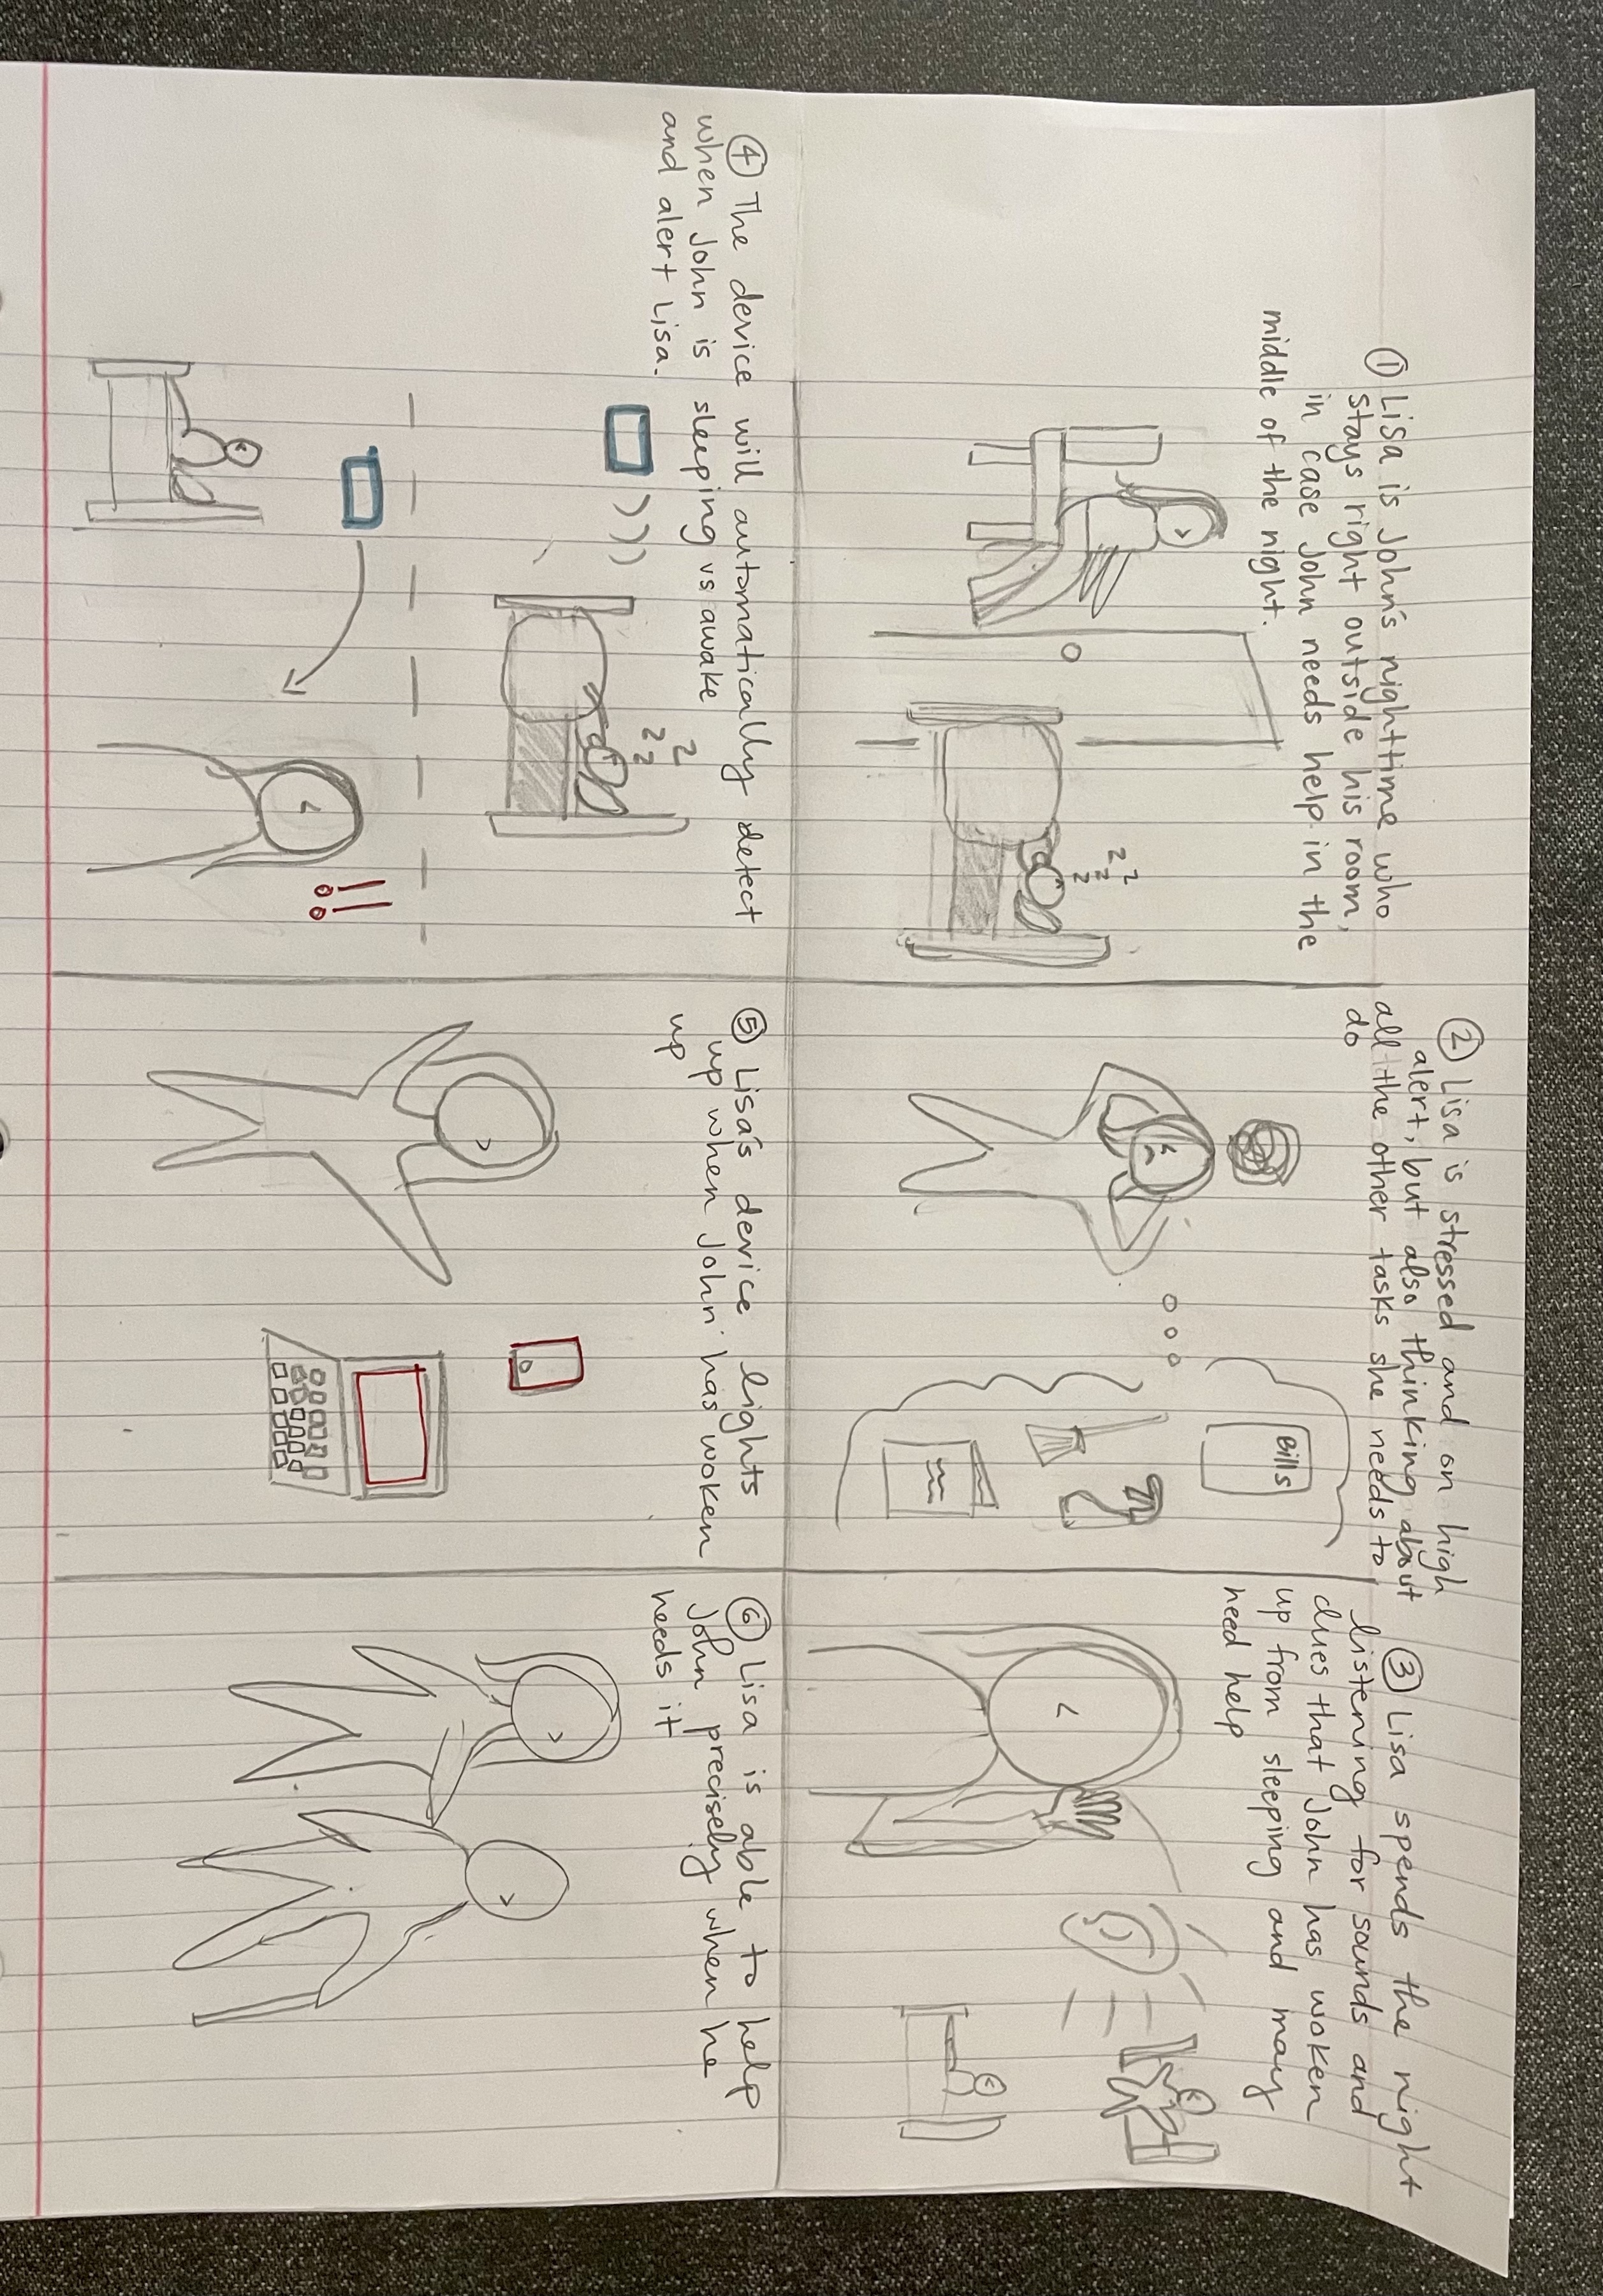 ① Lisa is John's nighttime who
stays right outside his room,
in case John needs help in the
middle of the night.
z z z z
② Lisa is stressed and on high
alert, but also thinking about
all the other tasks she needs to
do
Bills
③ Lisa spends the night
listening for sounds and
clues that John has woken
up from sleeping and may
need help
④ The device will automatically detect
when John is sleeping vs awake
and alert Lisa.
z z z
!!
⑤ Lisa's device lights
up when John has woken
up
⑥ Lisa is able to help
John precisely when he
needs it